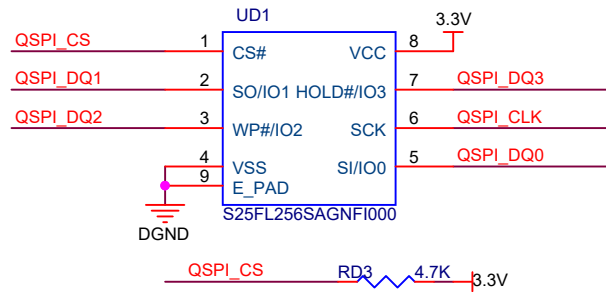 UD1
3.3V
QSPI_CS 1 CS# VCC 8
QSPI_DQ1 2 SO/IO1 HOLD#/IO3 7 QSPI_DQ3
QSPI_DQ2 3 WP#/IO2 SCK 6 QSPI_CLK
4 VSS SI/IO0 5 QSPI_DQ0
9 E_PAD
S25FL256SAGNFI000
DGND
QSPI_CS RD3 4.7K 3.3V